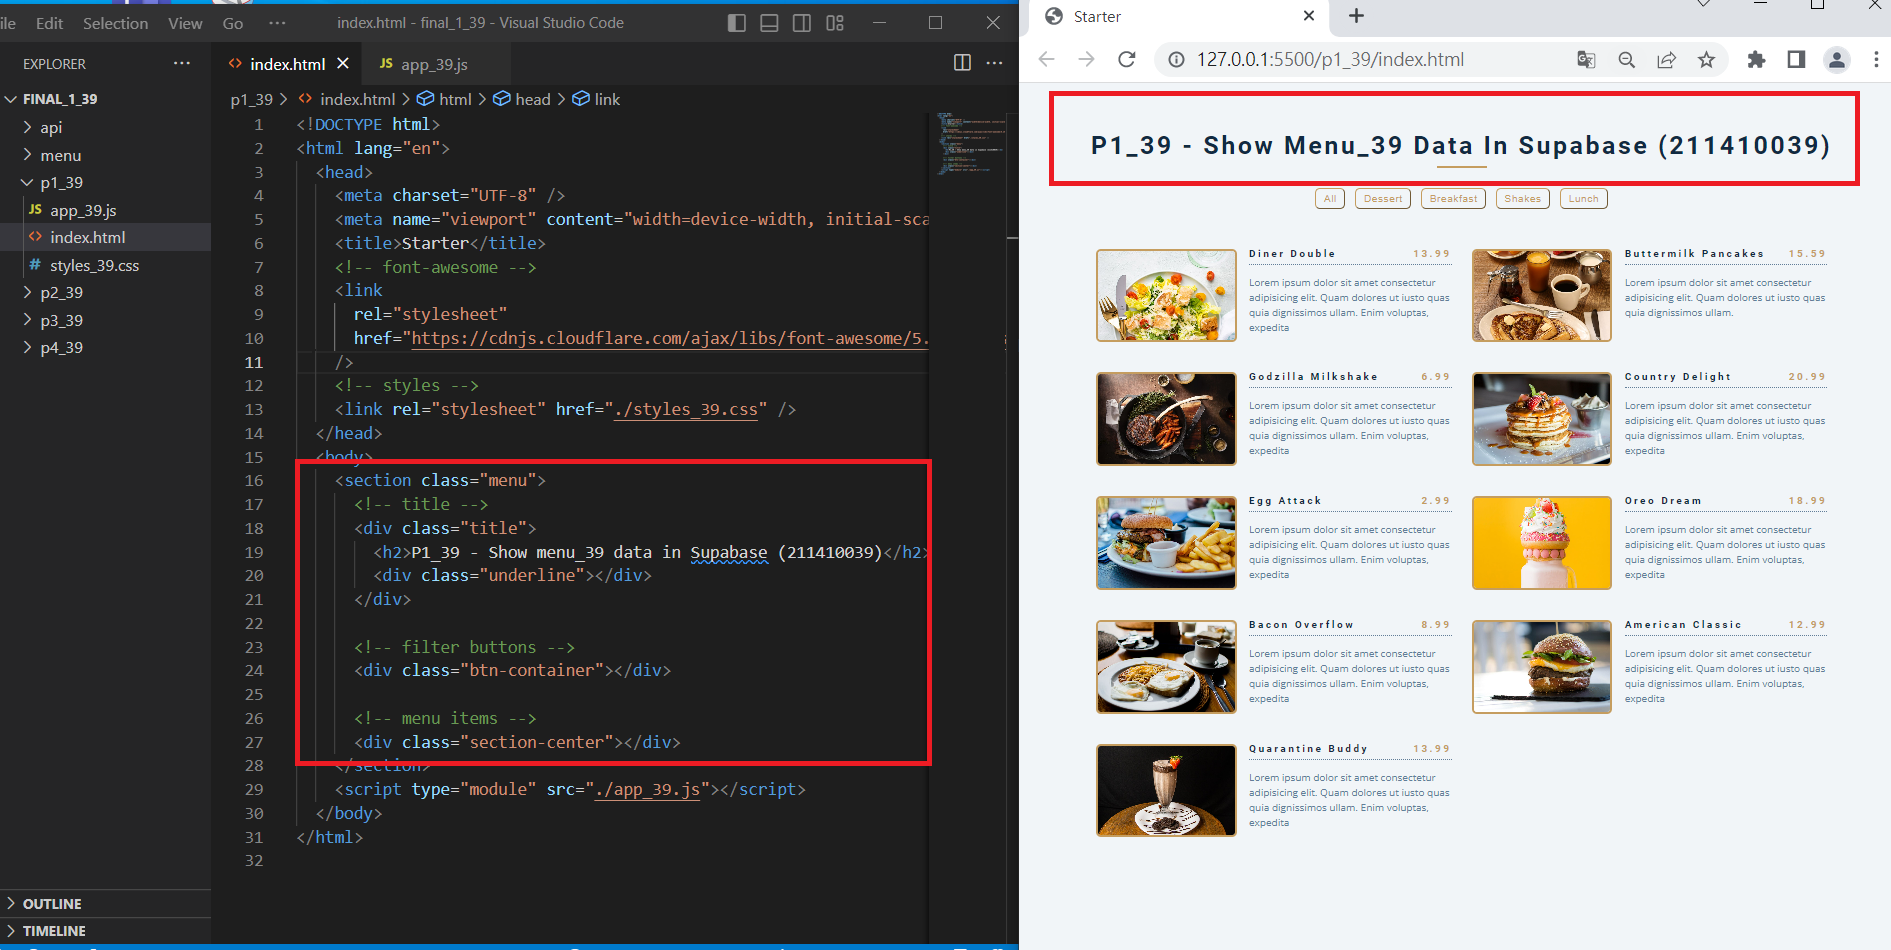 ile Edit Selection View Go ··· index.html - final_1_39 - Visual Studio Code
EXPLORER ···
FINAL_1_39
api
menu
p1_39
JS app_39.js
<> index.html
# styles_39.css
p2_39
p3_39
p4_39
OUTLINE
TIMELINE
<> index.html JS app_39.js
p1_39 > <> index.html > html > head > link
1 <!DOCTYPE html>
2 <html lang="en">
3 <head>
4 <meta charset="UTF-8" />
5 <meta name="viewport" content="width=device-width, initial-sca
6 <title>Starter</title>
7 <!-- font-awesome -->
8 <link
9 rel="stylesheet"
10 href="https://cdnjs.cloudflare.com/ajax/libs/font-awesome/5.
11 />
12 <!-- styles -->
13 <link rel="stylesheet" href="./styles_39.css" />
14 </head>
15 <body>
16 <section class="menu">
17 <!-- title -->
18 <div class="title">
19 <h2>P1_39 - Show menu_39 data in Supabase (211410039)</h2>
20 <div class="underline"></div>
21 </div>
22
23 <!-- filter buttons -->
24 <div class="btn-container"></div>
25
26 <!-- menu items -->
27 <div class="section-center"></div>
28 </section>
29 <script type="module" src="./app_39.js"></script>
30 </body>
31 </html>
32
Starter
127.0.0.1:5500/p1_39/index.html
P1_39 - Show Menu_39 Data In Supabase (211410039)
All Dessert Breakfast Shakes Lunch
Diner Double 13.99
Lorem ipsum dolor sit amet consectetur
adipisicing elit. Quam dolores ut iusto quas
quia dignissimos ullam. Enim voluptas,
expedita
Buttermilk Pancakes 15.59
Lorem ipsum dolor sit amet consectetur
adipisicing elit. Quam dolores ut iusto quas
quia dignissimos ullam.
Godzilla Milkshake 6.99
Lorem ipsum dolor sit amet consectetur
adipisicing elit. Quam dolores ut iusto quas
quia dignissimos ullam. Enim voluptas,
expedita
Country Delight 20.99
Lorem ipsum dolor sit amet consectetur
adipisicing elit. Quam dolores ut iusto quas
quia dignissimos ullam. Enim voluptas,
expedita
Egg Attack 2.99
Lorem ipsum dolor sit amet consectetur
adipisicing elit. Quam dolores ut iusto quas
quia dignissimos ullam. Enim voluptas,
expedita
Oreo Dream 18.99
Lorem ipsum dolor sit amet consectetur
adipisicing elit. Quam dolores ut iusto quas
quia dignissimos ullam. Enim voluptas,
expedita
Bacon Overflow 8.99
Lorem ipsum dolor sit amet consectetur
adipisicing elit. Quam dolores ut iusto quas
quia dignissimos ullam. Enim voluptas,
expedita
American Classic 12.99
Lorem ipsum dolor sit amet consectetur
adipisicing elit. Quam dolores ut iusto quas
quia dignissimos ullam. Enim voluptas,
expedita
Quarantine Buddy 13.99
Lorem ipsum dolor sit amet consectetur
adipisicing elit. Quam dolores ut iusto quas
quia dignissimos ullam. Enim voluptas,
expedita